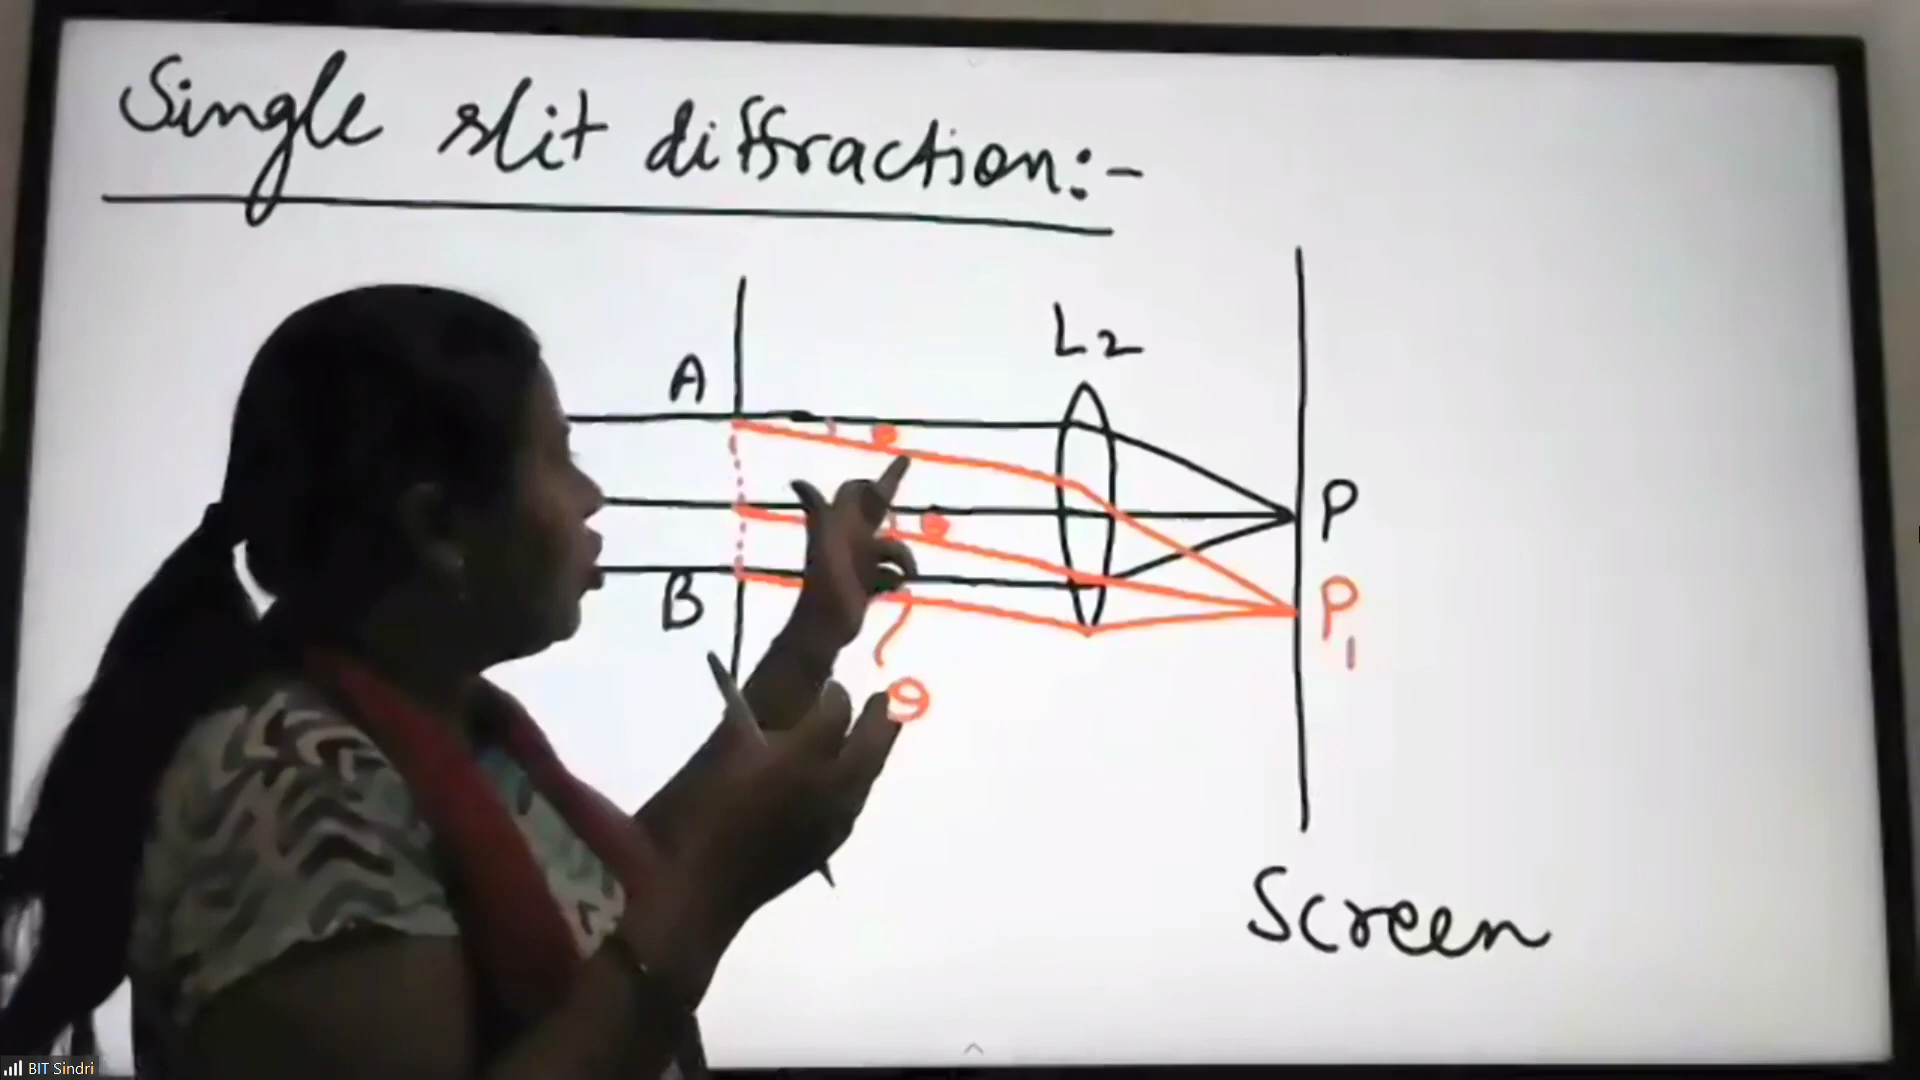 Single slit diffraction:-
L2
A
P
B
P1
θ
θ
θ
Screen
BIT Sindri